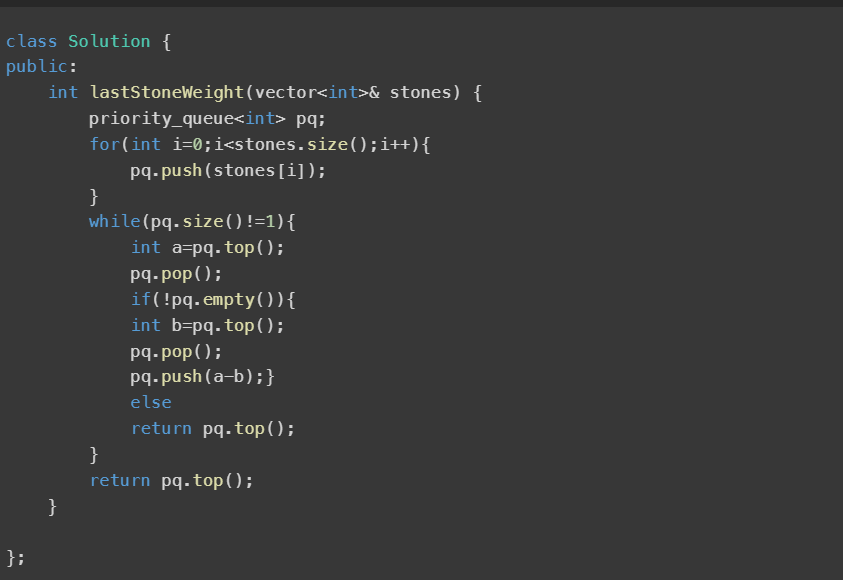 class Solution {
public:
    int lastStoneWeight(vector<int>& stones) {
        priority_queue<int> pq;
        for(int i=0;i<stones.size();i++){
            pq.push(stones[i]);
        }
        while(pq.size()!=1){
            int a=pq.top();
            pq.pop();
            if(!pq.empty()){
            int b=pq.top();
            pq.pop();
            pq.push(a-b);}
            else
            return pq.top();
        }
        return pq.top();
    }
};